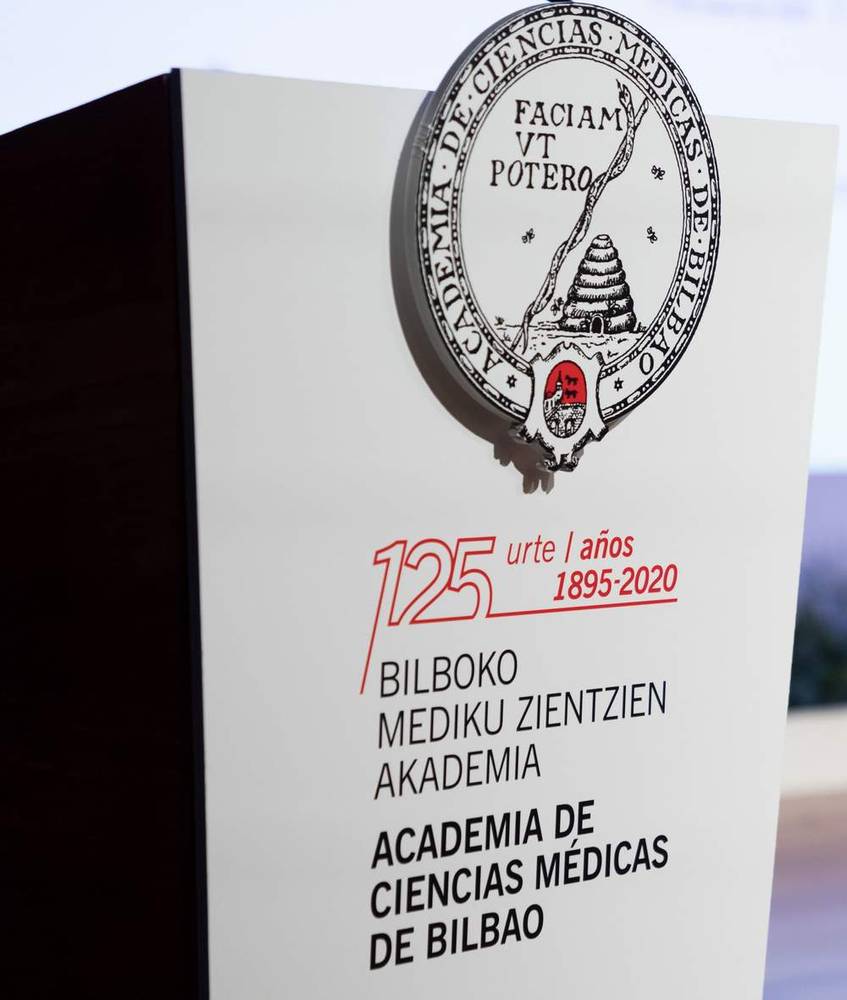 ACADEMIA · DE · CIENCIAS · MEDICAS · DE · BILBAO
FACIAM
VT
POTERO
125 urte / años
1895-2020
BILBOKO
MEDIKU ZIENTZIEN
AKADEMIA
ACADEMIA DE
CIENCIAS MÉDICAS
DE BILBAO